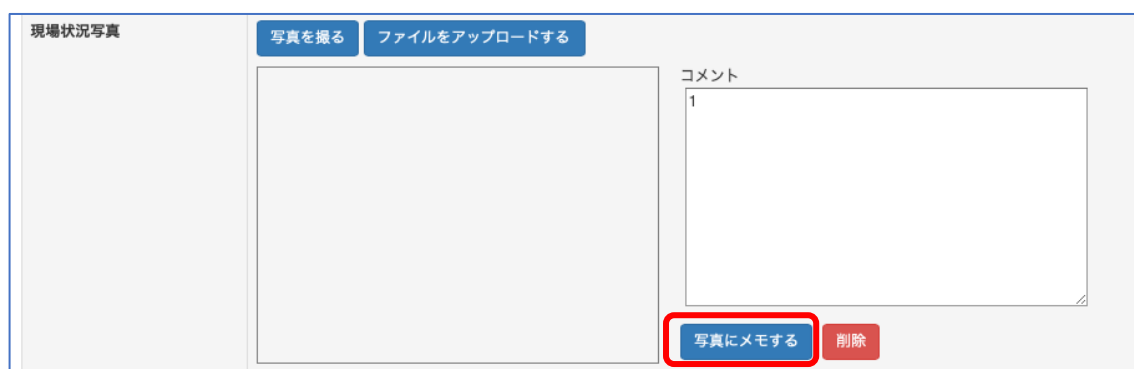 現場状況写真
写真を撮る
ファイルをアップロードする
コメント
1
写真にメモする
削除